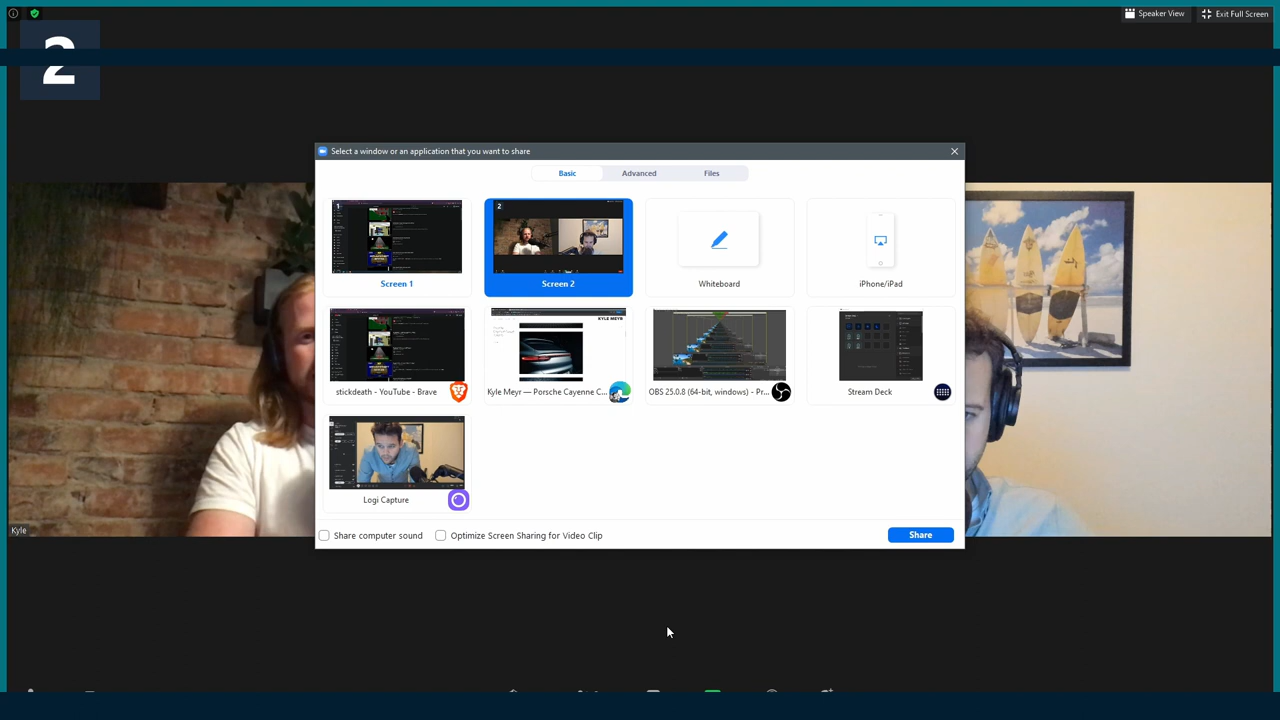 Speaker View
Exit Full Screen
2
Select a window or an application that you want to share
Basic
Advanced
Files
1
2
Screen 1
Screen 2
Whiteboard
iPhone/iPad
KYLE MEYR
stickdeath - YouTube - Brave
Kyle Meyr — Porsche Cayenne C...
OBS 25.0.8 (64-bit, windows) - Pr...
Stream Deck
Logi Capture
Kyle
Share computer sound
Optimize Screen Sharing for Video Clip
Share